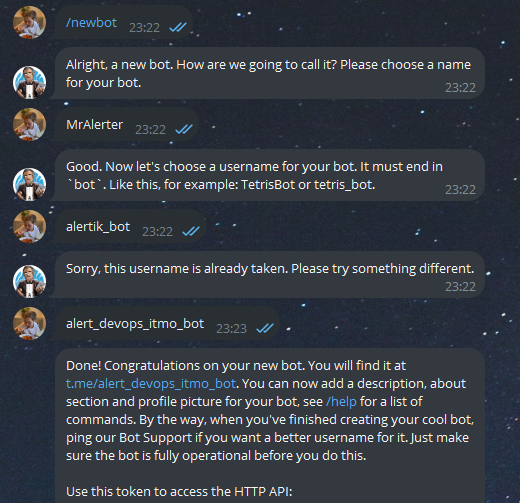 /newbot
23:22
Alright, a new bot. How are we going to call it? Please choose a name
for your bot.
23:22
MrAlerter
23:22
Good. Now let's choose a username for your bot. It must end in
`bot`. Like this, for example: TetrisBot or tetris_bot.
23:22
alertik_bot
23:22
Sorry, this username is already taken. Please try something different.
23:22
alert_devops_itmo_bot
23:23
Done! Congratulations on your new bot. You will find it at
t.me/alert_devops_itmo_bot. You can now add a description, about
section and profile picture for your bot, see /help for a list of
commands. By the way, when you've finished creating your cool bot,
ping our Bot Support if you want a better username for it. Just make
sure the bot is fully operational before you do this.
Use this token to access the HTTP API: